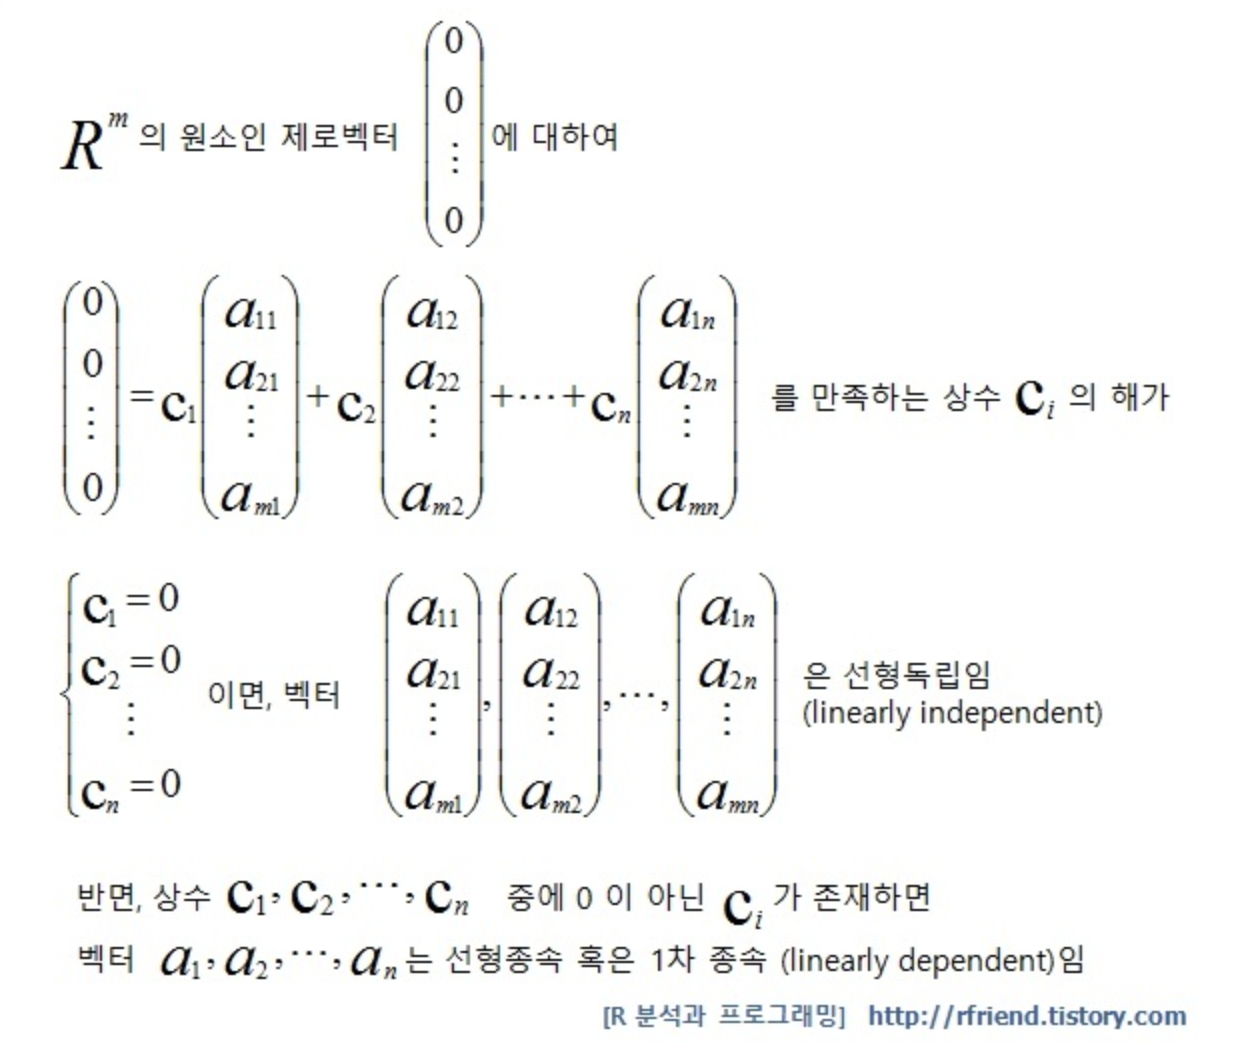 $R^m$ 의 원소인 제로벡터 $\begin{pmatrix} 0 \\ 0 \\ \vdots \\ 0 \end{pmatrix}$ 에 대하여
$\begin{pmatrix} 0 \\ 0 \\ \vdots \\ 0 \end{pmatrix} = c_1 \begin{pmatrix} a_{11} \\ a_{21} \\ \vdots \\ a_{m1} \end{pmatrix} + c_2 \begin{pmatrix} a_{12} \\ a_{22} \\ \vdots \\ a_{m2} \end{pmatrix} + \cdots + c_n \begin{pmatrix} a_{1n} \\ a_{2n} \\ \vdots \\ a_{mn} \end{pmatrix}$ 를 만족하는 상수 $c_i$ 의 해가
$\begin{cases} c_1 = 0 \\ c_2 = 0 \\ \vdots \\ c_n = 0 \end{cases}$ 이면, 벡터 $\begin{pmatrix} a_{11} \\ a_{21} \\ \vdots \\ a_{m1} \end{pmatrix}, \begin{pmatrix} a_{12} \\ a_{22} \\ \vdots \\ a_{m2} \end{pmatrix}, \cdots, \begin{pmatrix} a_{1n} \\ a_{2n} \\ \vdots \\ a_{mn} \end{pmatrix}$ 은 선형독립임
(linearly independent)
반면, 상수 $c_1, c_2, \cdots, c_n$ 중에 0 이 아닌 $c_i$ 가 존재하면
벡터 $a_1, a_2, \cdots, a_n$ 는 선형종속 혹은 1차 종속 (linearly dependent)임
[R 분석과 프로그래밍] http://rfriend.tistory.com